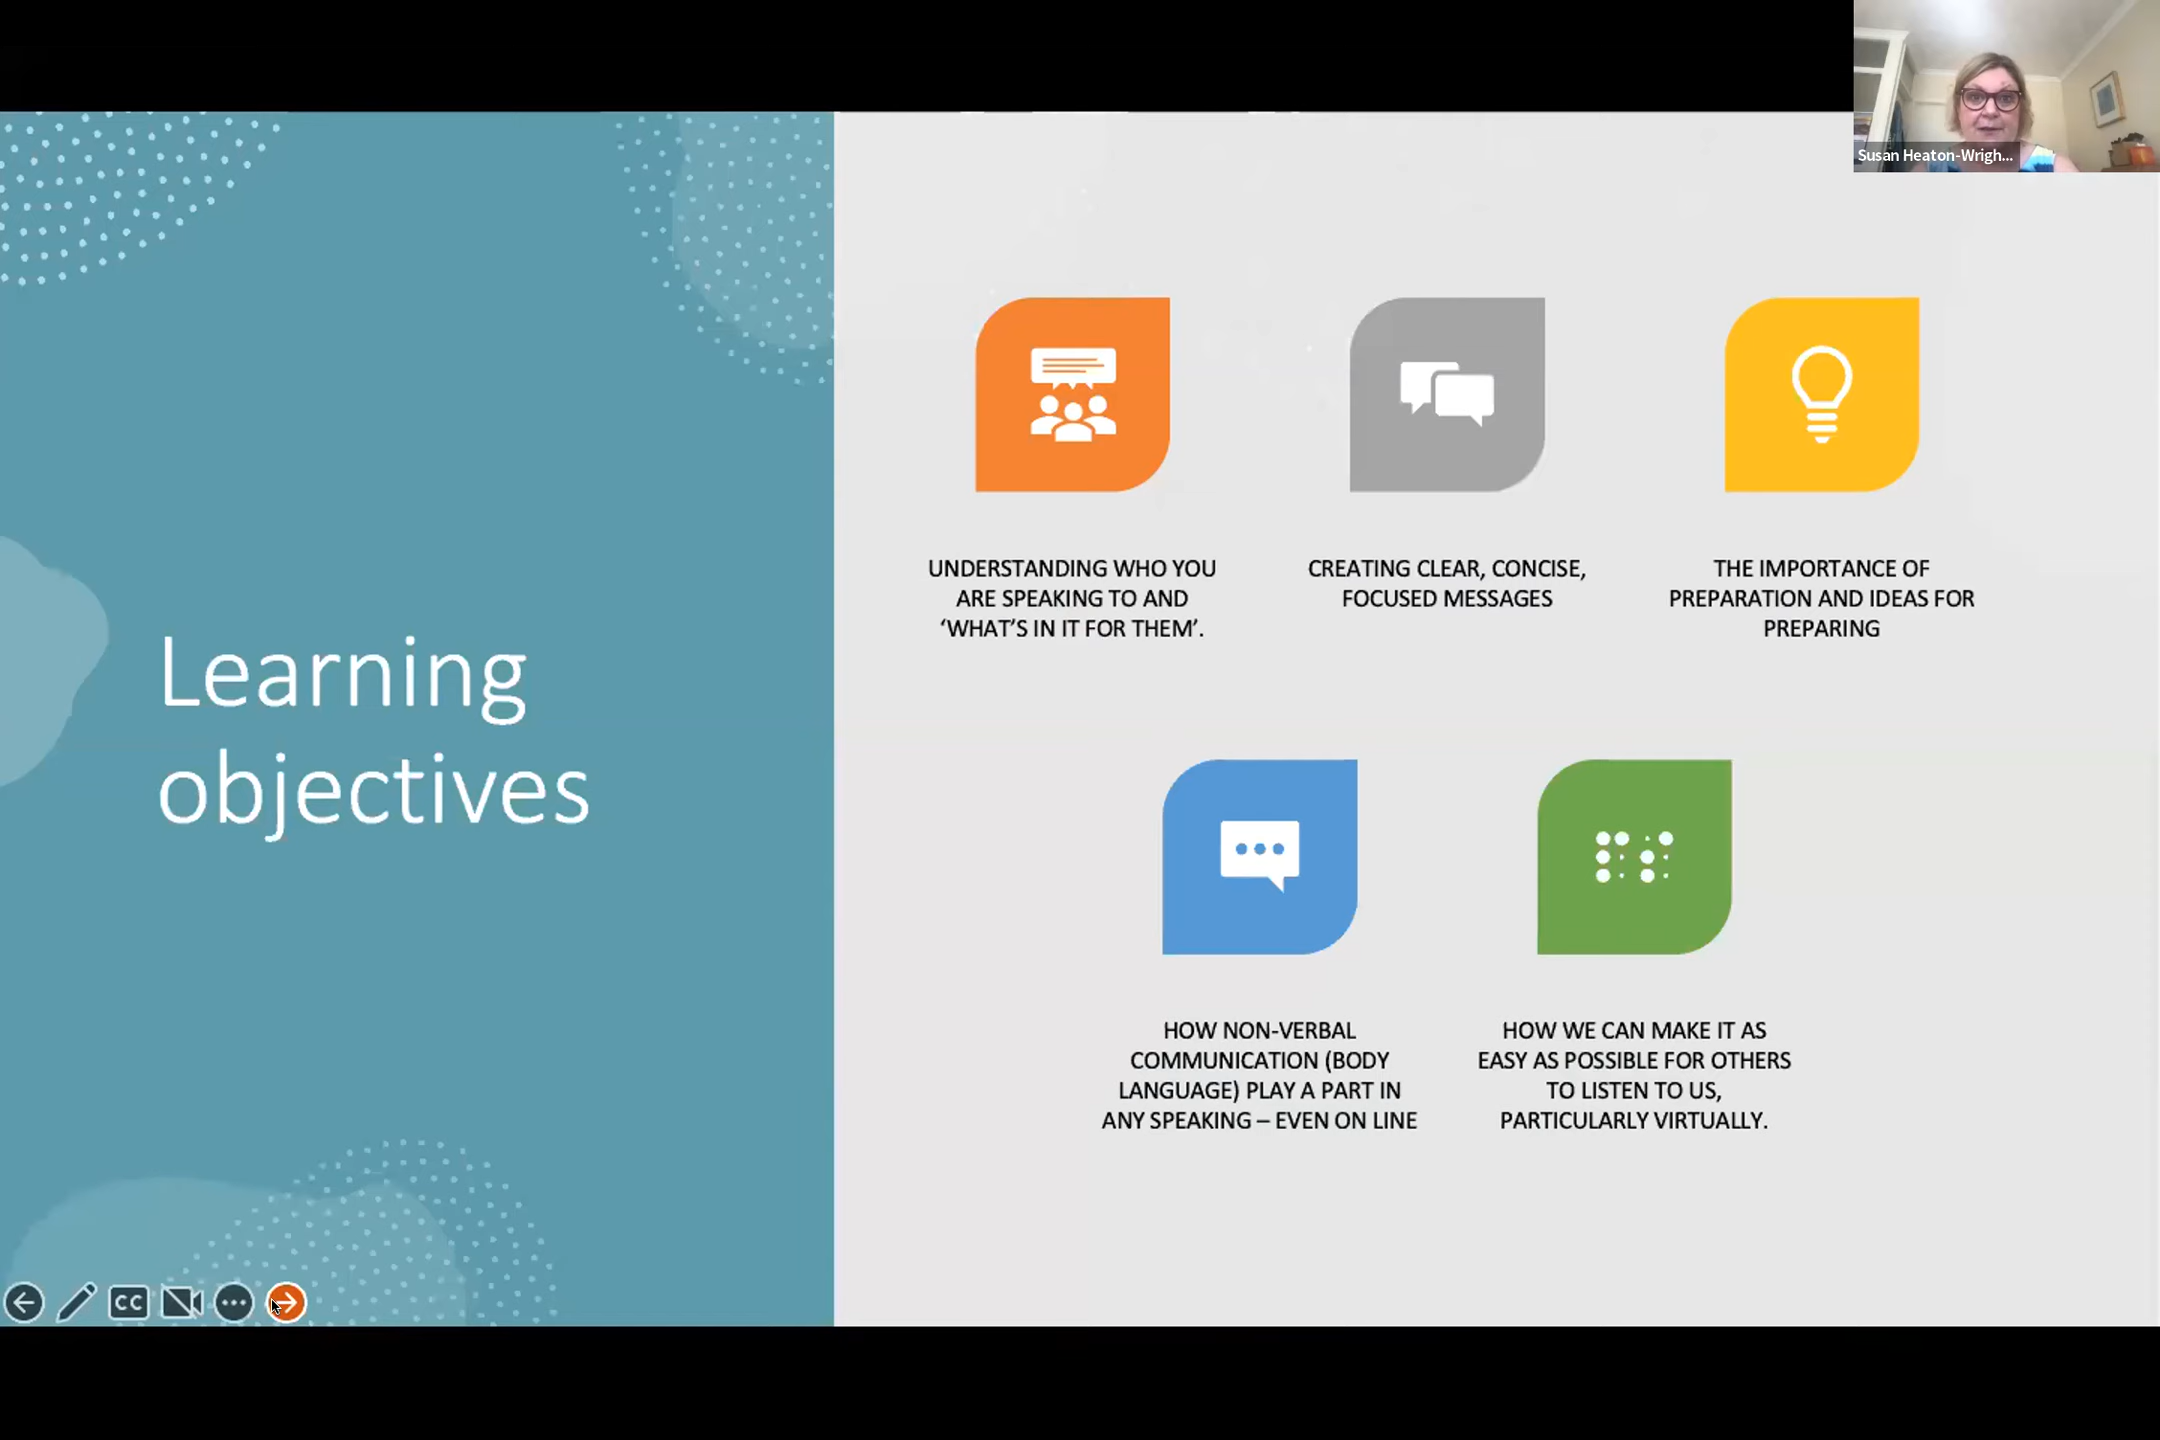 Susan Heaton-Wrigh...
Learning
objectives
UNDERSTANDING WHO YOU
ARE SPEAKING TO AND
‘WHAT’S IN IT FOR THEM’.
CREATING CLEAR, CONCISE,
FOCUSED MESSAGES
THE IMPORTANCE OF
PREPARATION AND IDEAS FOR
PREPARING
HOW NON-VERBAL
COMMUNICATION (BODY
LANGUAGE) PLAY A PART IN
ANY SPEAKING – EVEN ON LINE
HOW WE CAN MAKE IT AS
EASY AS POSSIBLE FOR OTHERS
TO LISTEN TO US,
PARTICULARLY VIRTUALLY.
CC